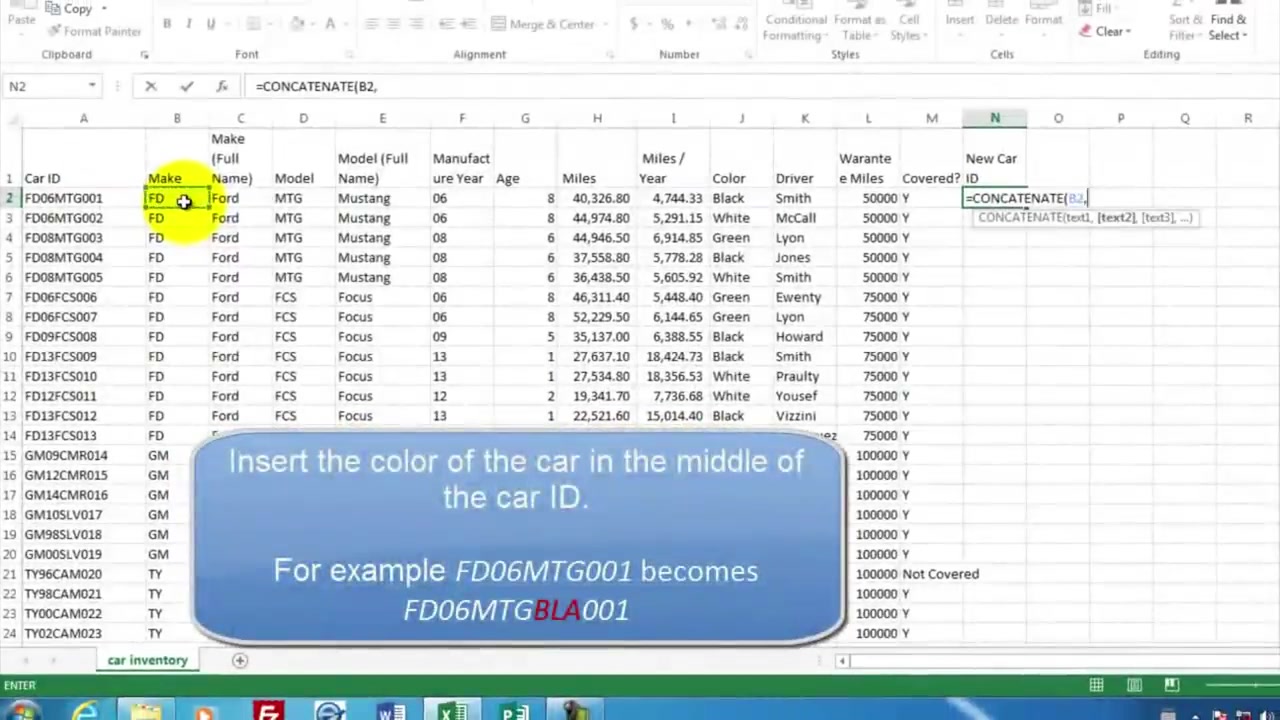 Copy
Paste
Format Painter
B I U
Merge & Center
$ %
Conditional Formatting
Format as Table
Cell Styles
Insert Delete Format
Fill
Clear
Sort & Filter
Find & Select
Clipboard Font Alignment Number Styles Cells Editing
N2 fx =CONCATENATE(B2,
A B C D E F G H I J K L M N O P Q R
1 Car ID Make Make (Full Name) Model Model (Full Name) Manufacture Year Age Miles Miles / Year Color Driver Warantee Miles Covered? New Car ID
2 FD06MTG001 FD Ford MTG Mustang 06 8 40,326.80 4,744.33 Black Smith 50000 Y =CONCATENATE(B2,
CONCATENATE(text1, [text2], [text3], ...)
3 FD06MTG002 FD Ford MTG Mustang 06 8 44,974.80 5,291.15 White McCall 50000 Y
4 FD08MTG003 FD Ford MTG Mustang 08 6 44,946.50 6,914.85 Green Lyon 50000 Y
5 FD08MTG004 FD Ford MTG Mustang 08 6 37,558.80 5,778.28 Black Jones 50000 Y
6 FD08MTG005 FD Ford MTG Mustang 08 6 36,438.50 5,605.92 White Smith 50000 Y
7 FD06FCS006 FD Ford FCS Focus 06 8 46,311.40 5,448.40 Green Ewenty 75000 Y
8 FD06FCS007 FD Ford FCS Focus 06 8 52,229.50 6,144.65 Green Lyon 75000 Y
9 FD09FCS008 FD Ford FCS Focus 09 5 35,137.00 6,388.55 Black Howard 75000 Y
10 FD13FCS009 FD Ford FCS Focus 13 1 27,637.10 18,424.73 Black Smith 75000 Y
11 FD13FCS010 FD Ford FCS Focus 13 1 27,534.80 18,356.53 White Praulty 75000 Y
12 FD12FCS011 FD Ford FCS Focus 12 2 19,341.70 7,736.68 White Yousef 75000 Y
13 FD13FCS012 FD Ford FCS Focus 13 1 22,521.60 15,014.40 Black Vizzini 75000 Y
14 FD13FCS013 FD 75000 Y
15 GM09CMR014 GM 100000 Y
16 GM12CMR015 GM 100000 Y
17 GM14CMR016 GM 100000 Y
18 GM10SLV017 GM 100000 Y
19 GM98SLV018 GM 100000 Y
20 GM00SLV019 GM 100000 Y
21 TY96CAM020 TY 100000 Not Covered
22 TY98CAM021 TY 100000 Y
23 TY00CAM022 TY 100000 Y
24 TY02CAM023 TY 100000 Y
Insert the color of the car in the middle of
the car ID.
For example FD06MTG001 becomes
FD06MTGBLA001
car inventory
ENTER